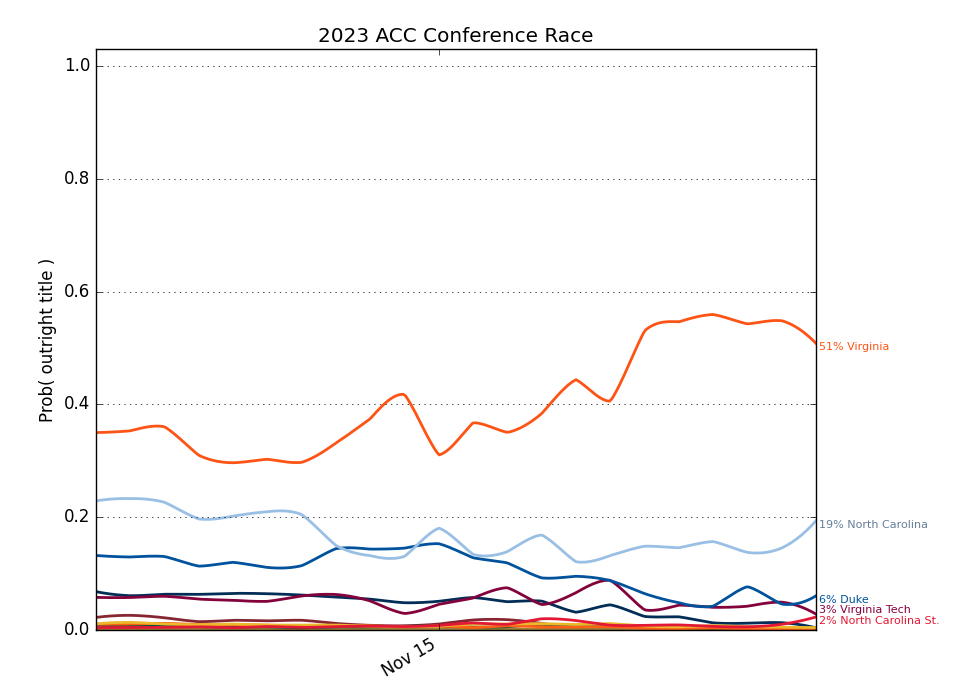 2023 ACC Conference Race
Prob( outright title )
1.0
0.8
0.6
0.4
0.2
0.0
Nov 15
51% Virginia
19% North Carolina
6% Duke
3% Virginia Tech
2% North Carolina St.